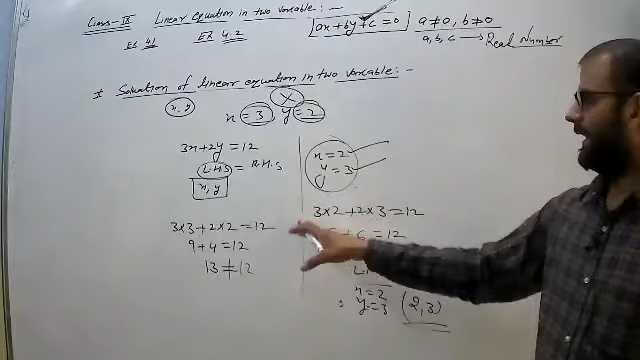 Class-IX Linear equation in two variable:-
[ax+by+c=0] a≠0, b≠0
Ex 4.1 Ex 4.2 a, b, c → Real Number
* Soluation of linear equation in two variable:-
x, y
X
x = 3, y = 2
3x+2y = 12
LHS = R.H.S
x, y
3×3+2×2=12
9+4=12
13≠12
x=2
y=3
3×2+2×3=12
+6=12
x=2
y=3 (2,3)